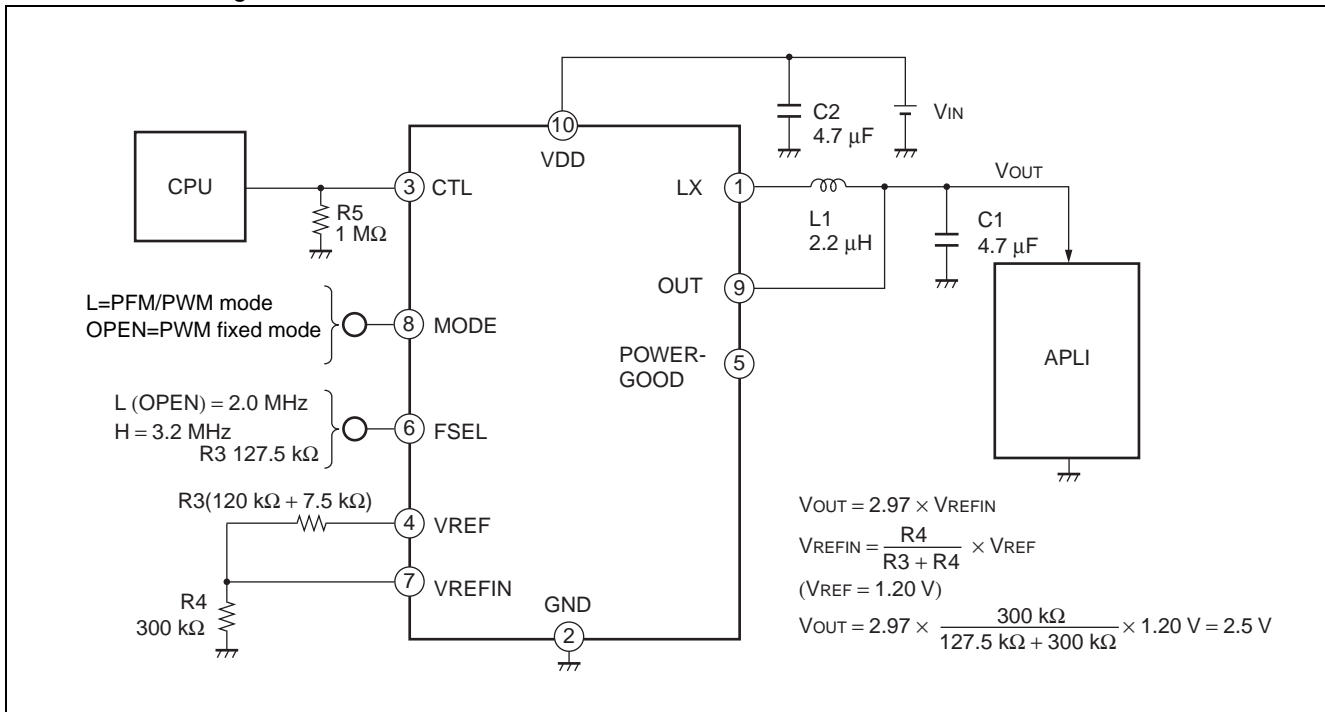 10
VDD
C2
4.7 μF
VIN
CPU
3
CTL
R5
1 MΩ
LX
1
L1
2.2 μH
VOUT
C1
4.7 μF
OUT
9
L=PFM/PWM mode
OPEN=PWM fixed mode
8
MODE
POWER-
GOOD
5
APLI
L (OPEN) = 2.0 MHz
H = 3.2 MHz
R3 127.5 kΩ
6
FSEL
R3(120 kΩ + 7.5 kΩ)
4
VREF
7
VREFIN
R4
300 kΩ
GND
2
VOUT = 2.97 × VREFIN
VREFIN = R4 / R3 + R4 × VREF
(VREF = 1.20 V)
VOUT = 2.97 × 300 kΩ / 127.5 kΩ + 300 kΩ × 1.20 V = 2.5 V